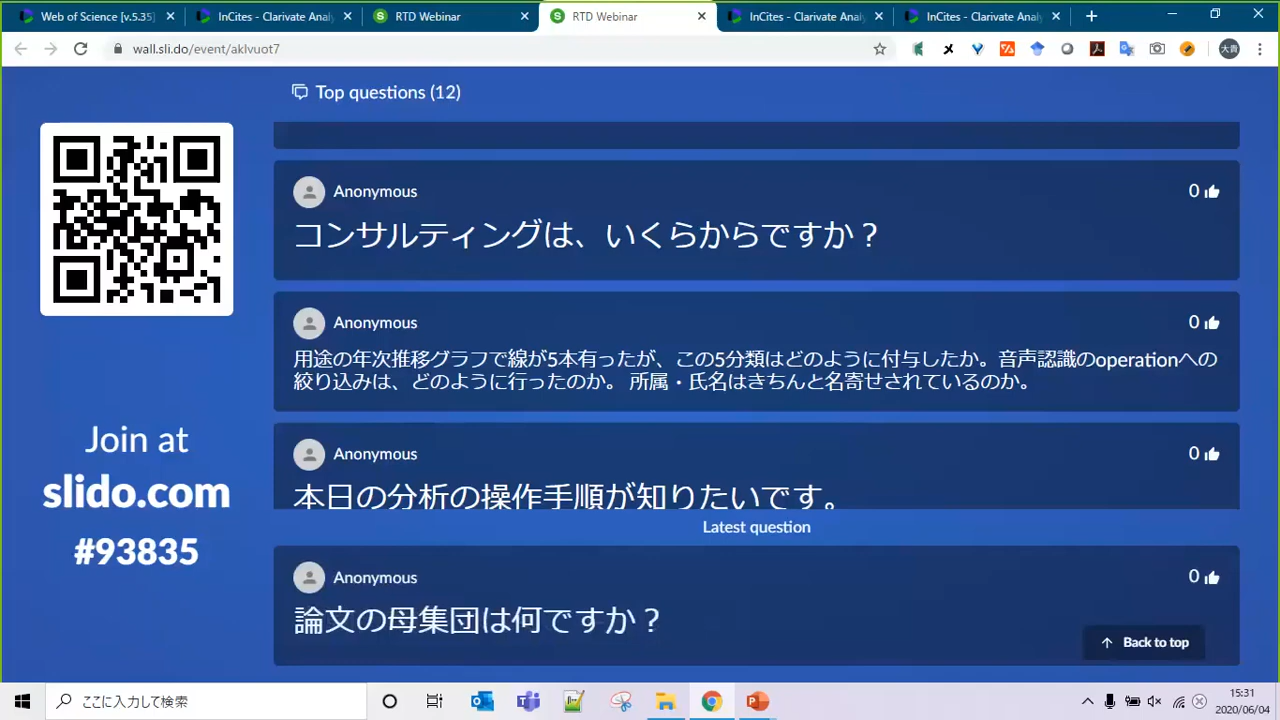 Web of Science [v.5.35]
InCites - Clarivate Analy
RTD Webinar
RTD Webinar
InCites - Clarivate Analy
InCites - Clarivate Analy
wall.sli.do/event/aklvuot7
大貴
Top questions (12)
Anonymous
0
コンサルティングは、いくらからですか？
Anonymous
0
用途の年次推移グラフで線が5本有ったが、この5分類はどのように付与したか。音声認識のoperationへの
絞り込みは、どのように行ったのか。 所属・氏名はきちんと名寄せされているのか。
Anonymous
0
本日の分析の操作手順が知りたいです。
Latest question
Anonymous
0
論文の母集団は何ですか？
Back to top
Join at
slido.com
#93835
ここに入力して検索
15:31
2020/06/04